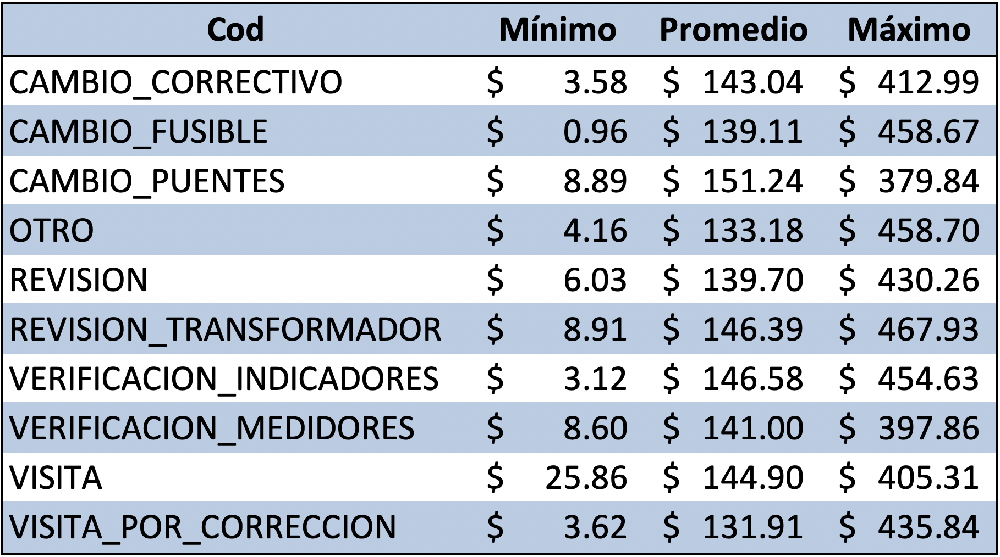 Cod Mínimo Promedio Máximo
CAMBIO_CORRECTIVO $ 3.58 $ 143.04 $ 412.99
CAMBIO_FUSIBLE $ 0.96 $ 139.11 $ 458.67
CAMBIO_PUENTES $ 8.89 $ 151.24 $ 379.84
OTRO $ 4.16 $ 133.18 $ 458.70
REVISION $ 6.03 $ 139.70 $ 430.26
REVISION_TRANSFORMADOR $ 8.91 $ 146.39 $ 467.93
VERIFICACION_INDICADORES $ 3.12 $ 146.58 $ 454.63
VERIFICACION_MEDIDORES $ 8.60 $ 141.00 $ 397.86
VISITA $ 25.86 $ 144.90 $ 405.31
VISITA_POR_CORRECCION $ 3.62 $ 131.91 $ 435.84